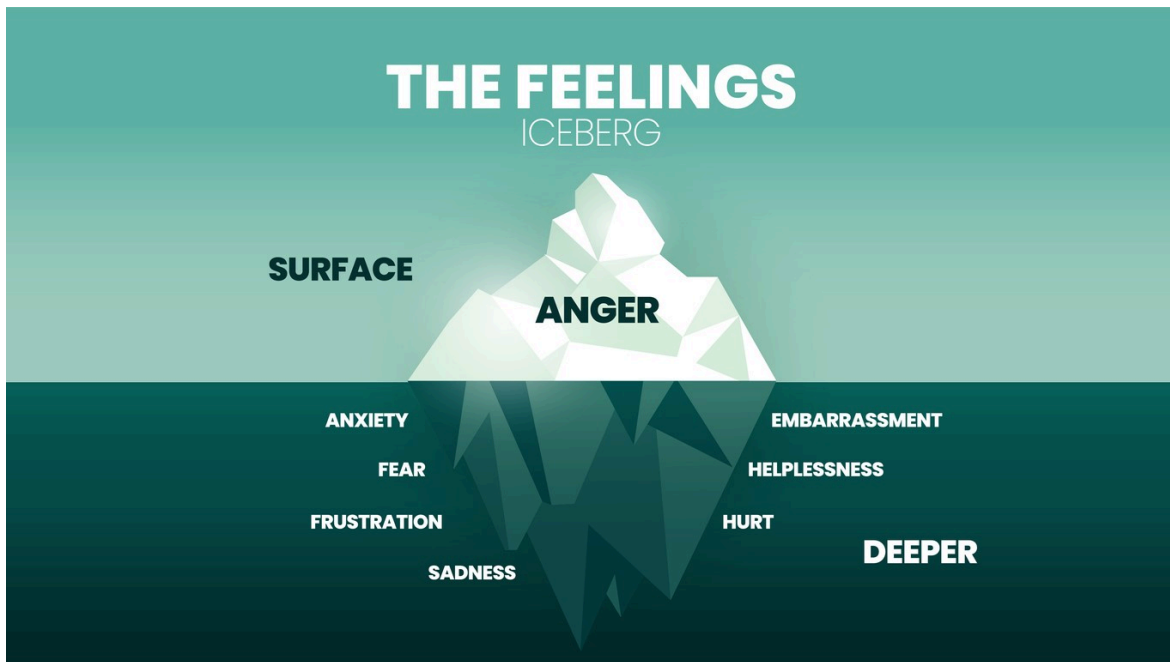 THE FEELINGS
ICEBERG
SURFACE
ANGER
ANXIETY
EMBARRASSMENT
FEAR
HELPLESSNESS
FRUSTRATION
HURT
DEEPER
SADNESS